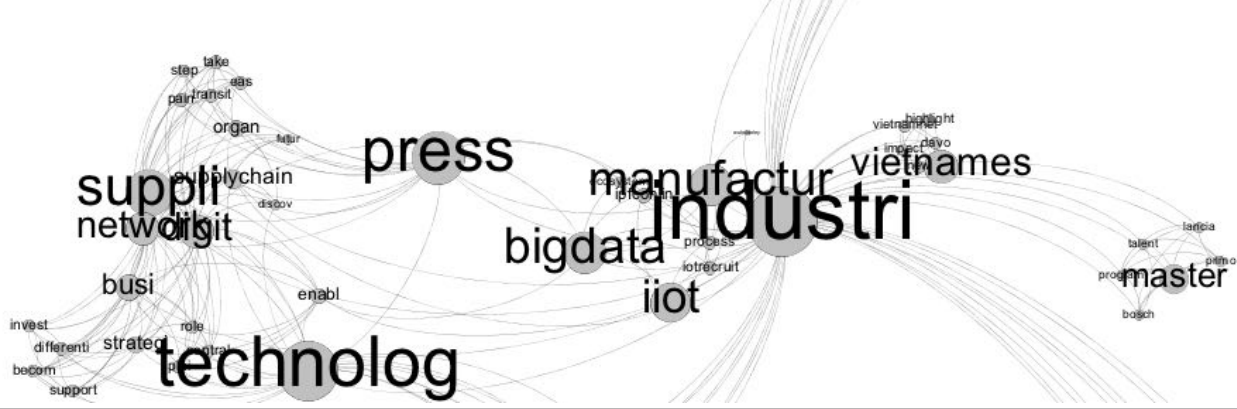 take
step
eas
pain
transit
organ
futur
highlight
vietnamnet
davo
impact
press
vietnames
supplychain
suppli
manufactur
discov
industri
network
digit
bigdata
process
iotrecruit
iiot
lancia
talent
primo
program
master
bosch
busi
enabl
invest
role
differenti
strateg
central
technolog
becom
support